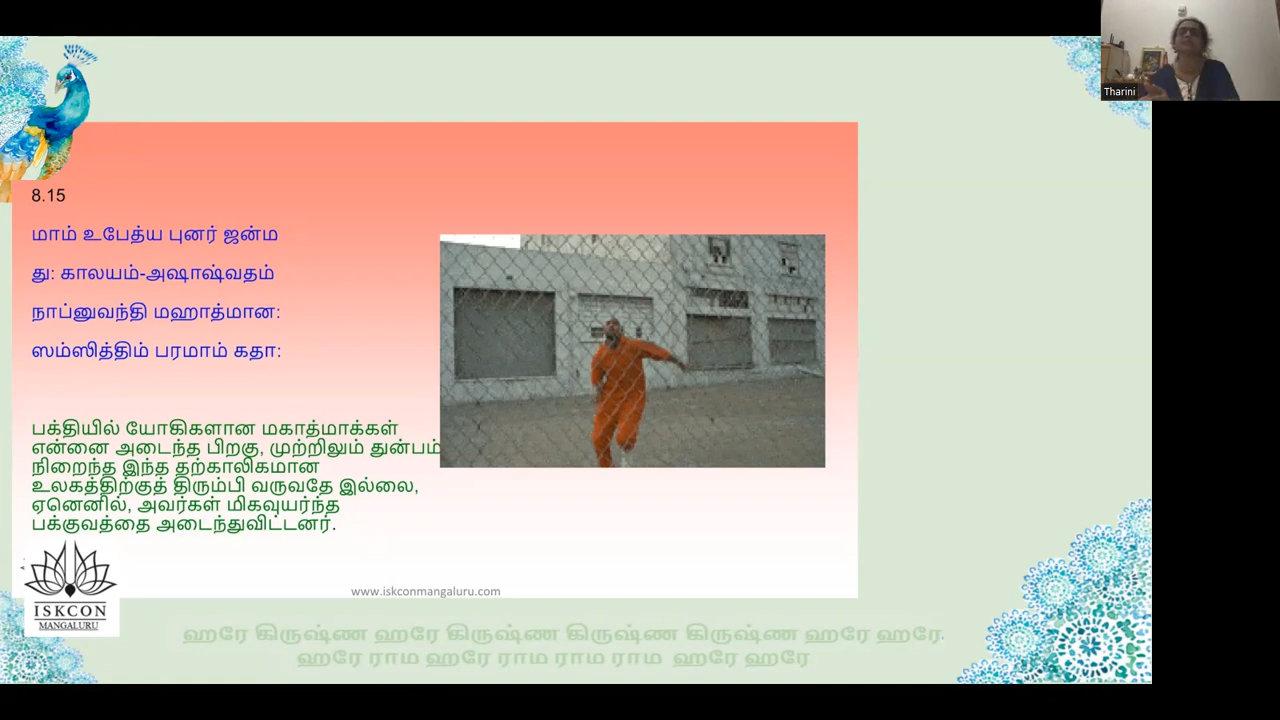 Tharini
8.15
மாம் உபேத்ய புனர் ஜன்ம
து: காலயம்-அஷாஷ்வதம்
நாப்னுவந்தி மஹாத்மான:
ஸம்ஸித்திம் பரமாம் கதா:
பக்தியில் யோகிகளான மகாத்மாக்கள்
என்னை அடைந்த பிறகு, முற்றிலும் துன்பம்
நிறைந்த இந்த தற்காலிகமான
உலகத்திற்குத் திரும்பி வருவதே இல்லை,
ஏனெனில், அவர்கள் மிகவுயர்ந்த
பக்குவத்தை அடைந்துவிட்டனர்.
ISKCON
MANGALURU
www.iskconmangaluru.com
ஹரே கிருஷ்ண ஹரே கிருஷ்ண கிருஷ்ண கிருஷ்ண ஹரே ஹரே.
ஹரே ராம ஹரே ராம ராம ராம ஹரே ஹரே